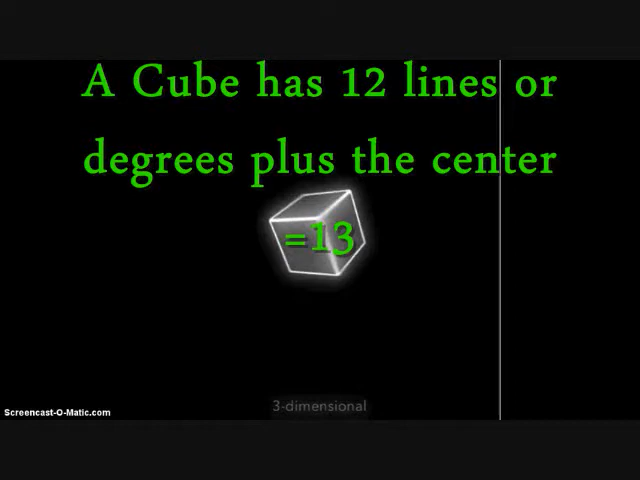 A Cube has 12 lines or
degrees plus the center
=13
3-dimensional
Screencast-O-Matic.com